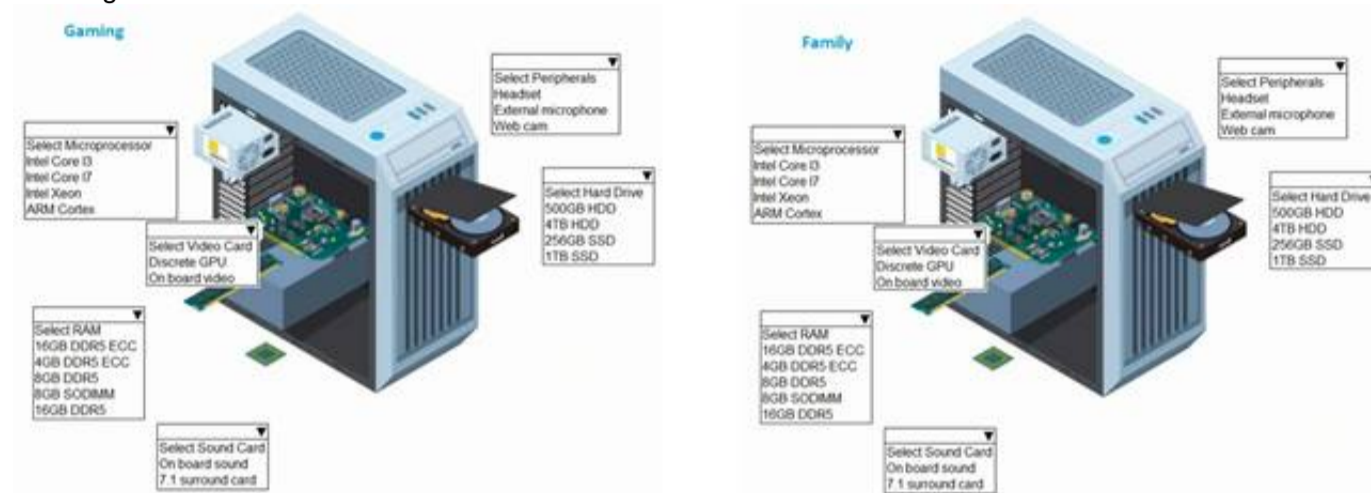 Gaming
Select Peripherals
Headset
External microphone
Web cam
Select Microprocessor
Intel Core I3
Intel Core I7
Intel Xeon
ARM Cortex
Select Hard Drive
500GB HDD
4TB HDD
256GB SSD
1TB SSD
Select Video Card
Discrete GPU
On board video
Select RAM
16GB DDR5 ECC
4GB DDR5 ECC
8GB DDR5
8GB SODIMM
16GB DDR5
Select Sound Card
On board sound
7.1 surround card
Family
Select Peripherals
Headset
External microphone
Web cam
Select Microprocessor
Intel Core I3
Intel Core I7
Intel Xeon
ARM Cortex
Select Hard Drive
500GB HDD
4TB HDD
256GB SSD
1TB SSD
Select Video Card
Discrete GPU
On board video
Select RAM
16GB DDR5 ECC
4GB DDR5 ECC
8GB DDR5
8GB SODIMM
16GB DDR5
Select Sound Card
On board sound
7.1 surround card